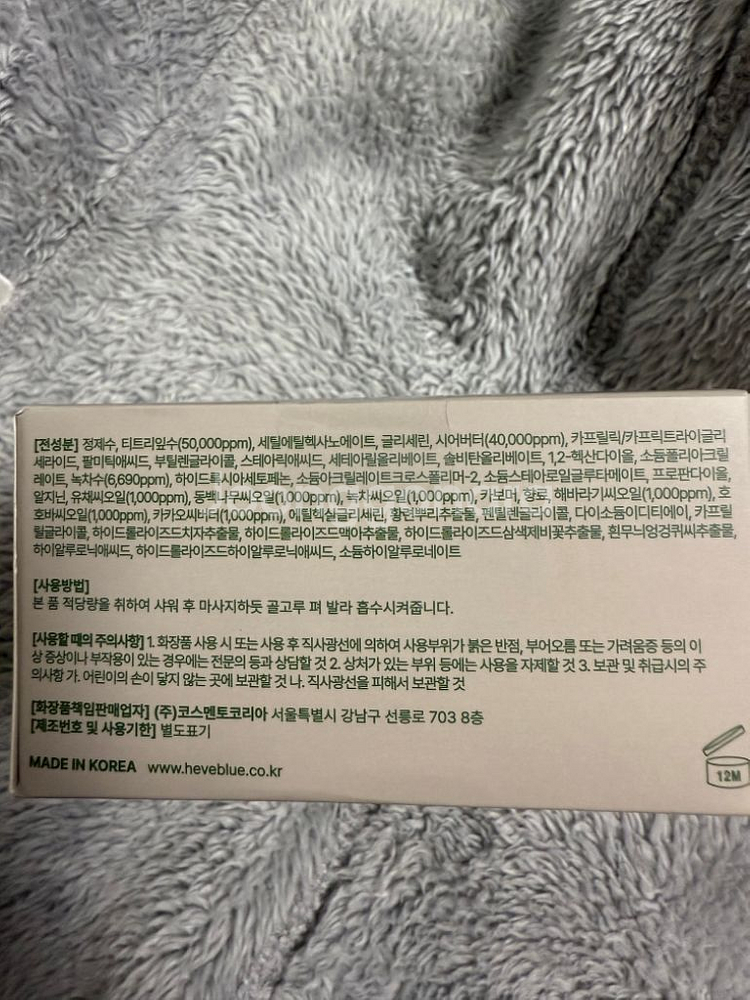 [전성분] 정제수, 티트리잎수(50,000ppm), 세틸에틸헥사노에이트, 글리세린, 시어버터(40,000ppm), 카프릴릭/카프릭트라이글리
세라이드, 팔미틱애씨드, 부틸렌글라이콜, 스테아릭애씨드, 세테아릴올리베이트, 솔비탄올리베이트, 1,2-헥산다이올, 소듐폴리아크릴
레이트, 녹차수(6,690ppm), 하이드록시아세토페논, 소듐아크릴레이트크로스폴리머-2, 소듐스테아로일글루타메이트, 프로판다이올,
알지닌, 유채씨오일(1,000ppm), 동백나무씨오일(1,000ppm), 녹차씨오일(1,000ppm), 카보머, 향료, 해바라기씨오일(1,000ppm), 호
호바씨오일(1,000ppm), 카카오씨버터(1,000ppm), 에틸헥실글리세린, 황련뿌리추출물, 펜틸렌글라이콜, 다이소듐이디티에이, 카프릴
릴글라이콜, 하이드롤라이즈드치자추출물, 하이드롤라이즈드맥아추출물, 하이드롤라이즈드삼색제비꽃추출물, 흰무늬엉겅퀴씨추출물,
하이알루로닉애씨드, 하이드롤라이즈드하이알루로닉애씨드, 소듐하이알루로네이트
[사용방법]
본 품 적당량을 취하여 샤워 후 마사지하듯 골고루 펴 발라 흡수시켜줍니다.
[사용할 때의 주의사항] 1. 화장품 사용 시 또는 사용 후 직사광선에 의하여 사용부위가 붉은 반점, 부어오름 또는 가려움증 등의 이
상 증상이나 부작용이 있는 경우에는 전문의 등과 상담할 것 2. 상처가 있는 부위 등에는 사용을 자제할 것 3. 보관 및 취급시의 주
의사항 가. 어린이의 손이 닿지 않는 곳에 보관할 것 나. 직사광선을 피해서 보관할 것
[화장품책임판매업자] (주)코스멘토코리아 서울특별시 강남구 선릉로 703 8층
[제조번호 및 사용기한] 별도표기
MADE IN KOREA www.heveblue.co.kr
12M